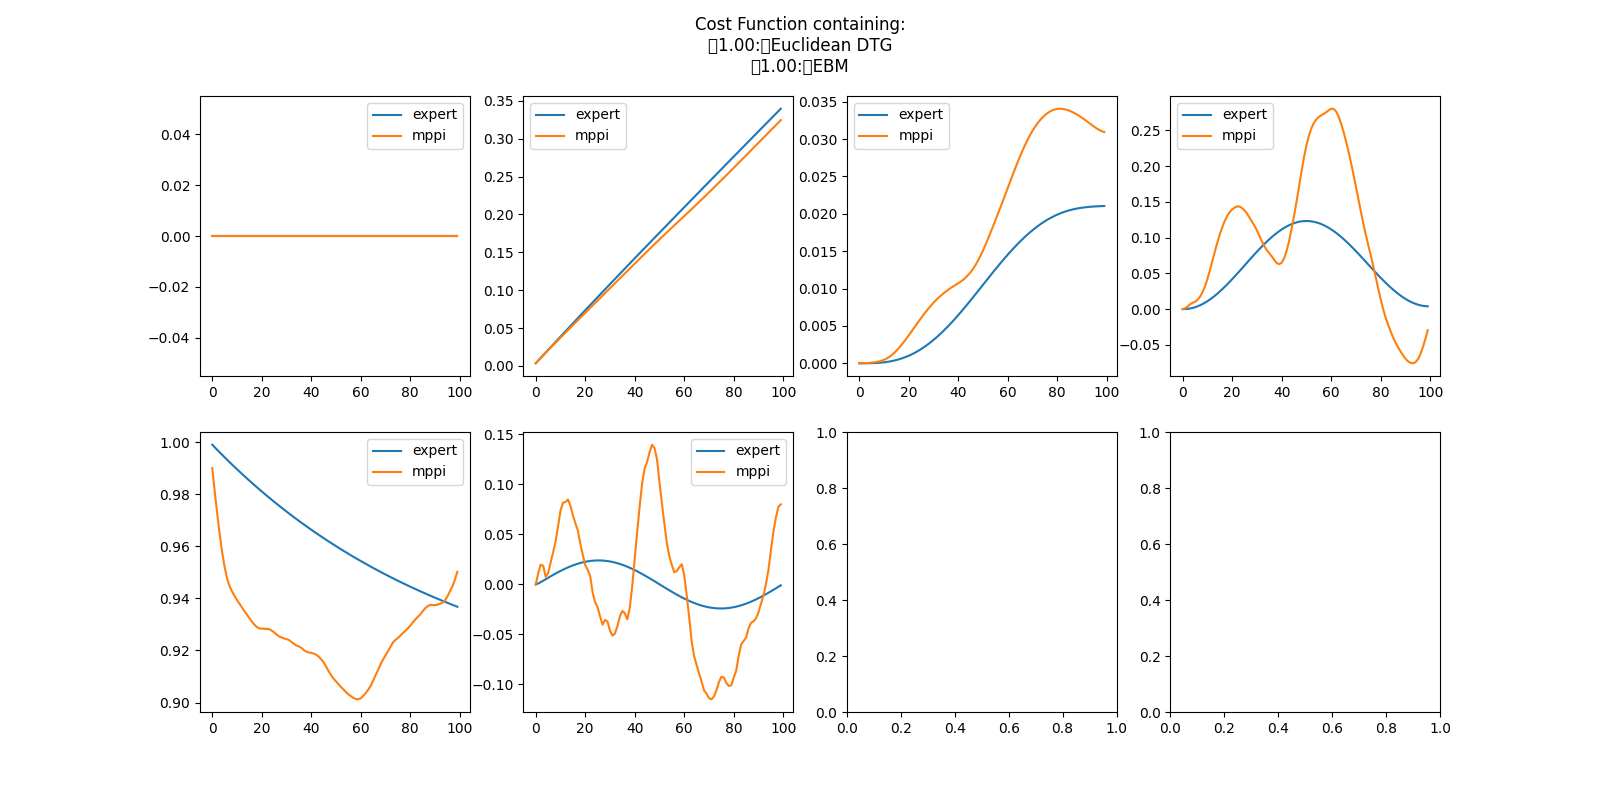 Cost Function containing:
1.00: Euclidean DTG
1.00: EBM
expert
mppi
0.04
0.02
0.00
−0.02
−0.04
0 20 40 60 80 100
expert
mppi
0.35
0.30
0.25
0.20
0.15
0.10
0.05
0.00
0 20 40 60 80 100
expert
mppi
0.035
0.030
0.025
0.020
0.015
0.010
0.005
0.000
0 20 40 60 80 100
expert
mppi
0.25
0.20
0.15
0.10
0.05
0.00
−0.05
0 20 40 60 80 100
expert
mppi
1.00
0.98
0.96
0.94
0.92
0.90
0 20 40 60 80 100
expert
mppi
0.15
0.10
0.05
0.00
−0.05
−0.10
0 20 40 60 80 100
1.0
0.8
0.6
0.4
0.2
0.0
0.0 0.2 0.4 0.6 0.8 1.0
1.0
0.8
0.6
0.4
0.2
0.0
0.0 0.2 0.4 0.6 0.8 1.0